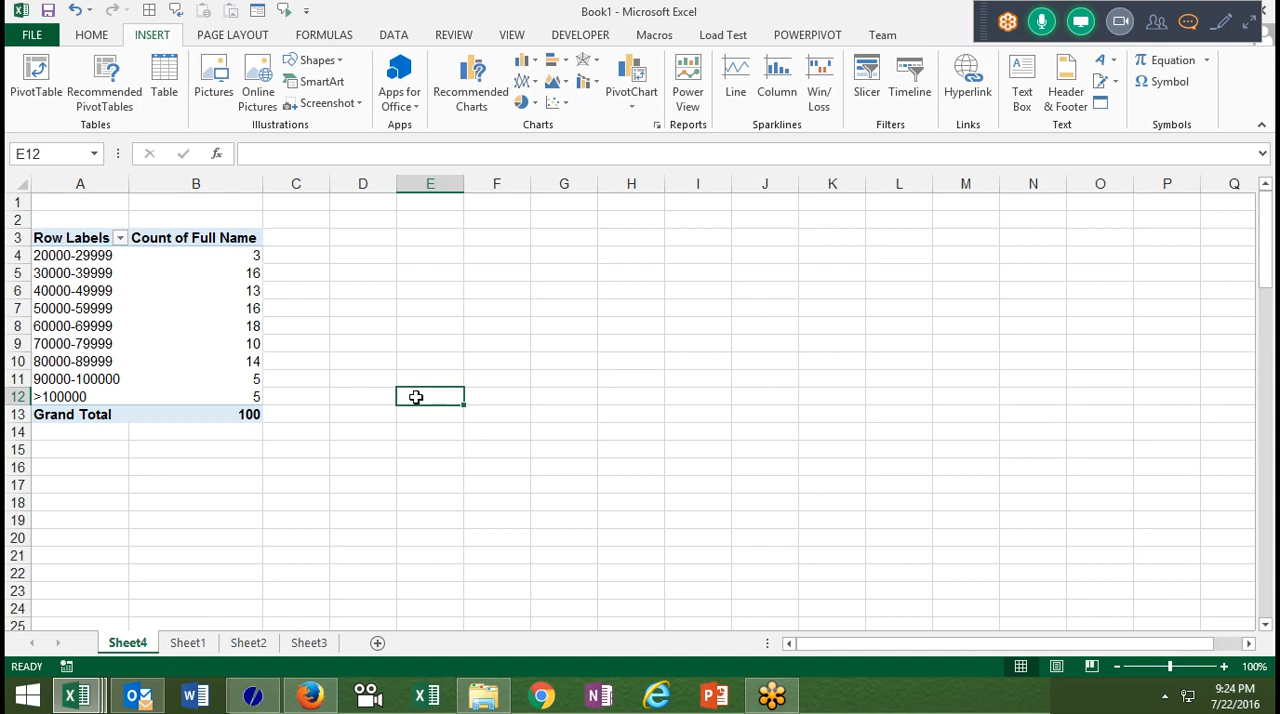 Book1 - Microsoft Excel
FILE HOME INSERT PAGE LAYOUT FORMULAS DATA REVIEW DEVELOPER Macros Load Test POWERPIVOT Team
PivotTable
Recommended PivotTables
Table
Tables
Pictures
Online Pictures
Shapes
SmartArt
Screenshot
Illustrations
Apps for Office
Apps
Recommended Charts
PivotChart
Charts
Power View
Reports
Line
Column
Win/Loss
Sparklines
Slicer
Timeline
Filters
Hyperlink
Links
Text Box
Header & Footer
Text
Equation
Symbol
Symbols
E12
A B C D E F G H I J K L M N O P Q
1
2
3 Row Labels Count of Full Name
4 20000-29999 3
5 30000-39999 16
6 40000-49999 13
7 50000-59999 16
8 60000-69999 18
9 70000-79999 10
10 80000-89999 14
11 90000-100000 5
12 >100000 5
13 Grand Total 100
14
15
16
17
18
19
20
21
22
23
24
25
Sheet4 Sheet1 Sheet2 Sheet3
READY 100%
9:24 PM
7/22/2016